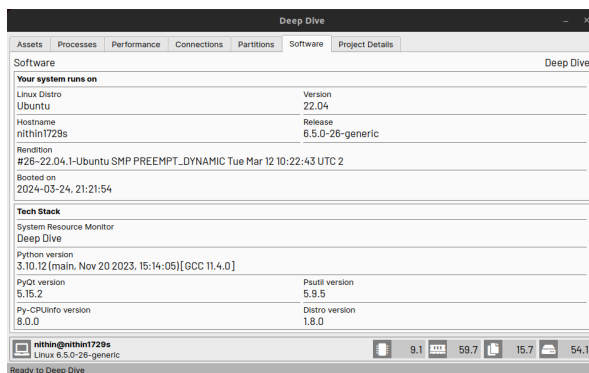 Deep Dive
Assets Processes Performance Connections Partitions Software Project Details
Software Deep Dive
Your system runs on
Linux Distro Version
Ubuntu 22.04
Hostname Release
nithin1729s 6.5.0-26-generic
Rendition
#26~22.04.1-Ubuntu SMP PREEMPT_DYNAMIC Tue Mar 12 10:22:43 UTC 2
Booted on
2024-03-24, 21:21:54
Tech Stack
System Resource Monitor
Deep Dive
Python version
3.10.12 (main, Nov 20 2023, 15:14:05) [GCC 11.4.0]
PyQt version Psutil version
5.15.2 5.9.5
Py-CPUinfo version Distro version
8.0.0 1.8.0
nithin@nithin1729s
Linux 6.5.0-26-generic 9.1 59.7 15.7 54.1
Ready to Deep Dive